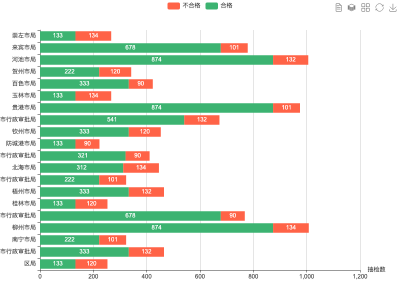 不合格 合格
崇左市局 133 134
来宾市局 678 101
河池市局 874 132
贺州市局 222 120
百色市局 333 90
玉林市局 133 134
贵港市局 874 101
市行政审批局 541 132
钦州市局 333 120
防城港市局 133 90
市行政审批局 321 90
北海市局 312 134
市行政审批局 222 101
梧州市局 333 132
桂林市局 133 120
市行政审批局 678 90
柳州市局 874 134
南宁市局 222 101
市行政审批局 333 132
区局 133 120
抽检数
0 200 400 600 800 1,000 1,200